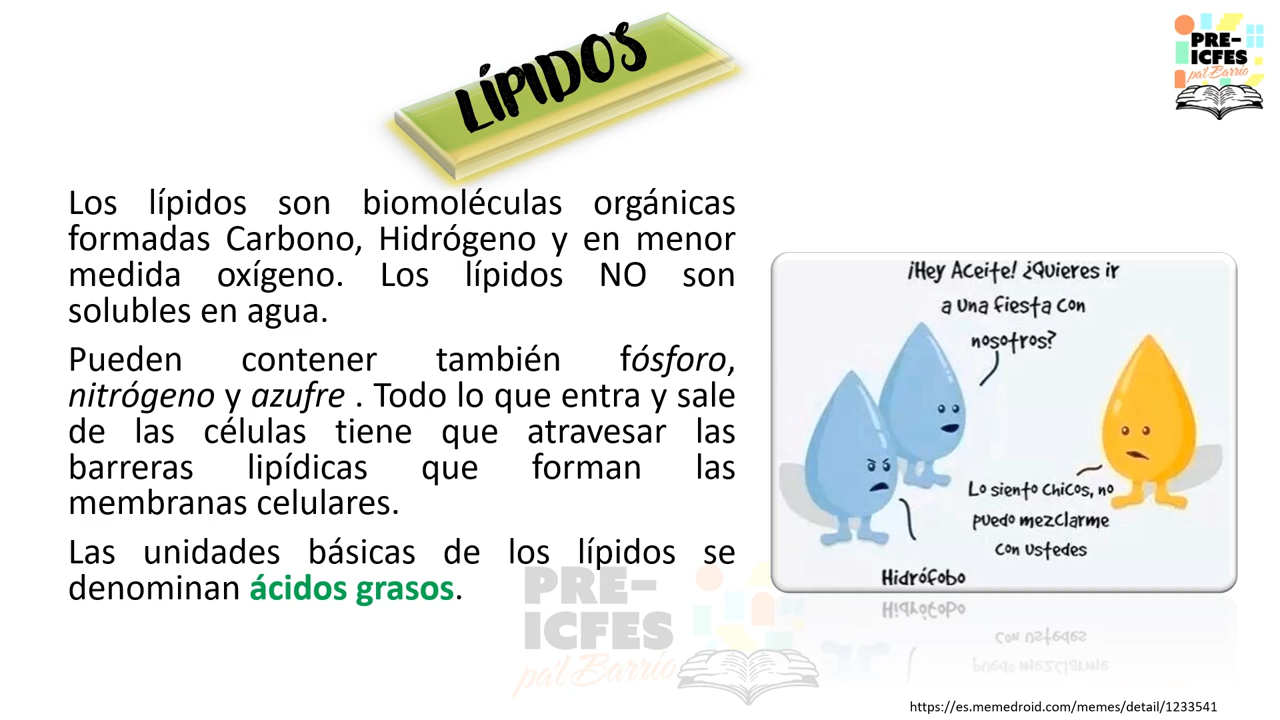 LÍPIDOS
PRE-
ICFES
pa'l Barrio
Los lípidos son biomoléculas orgánicas
formadas Carbono, Hidrógeno y en menor
medida oxígeno. Los lípidos NO son
solubles en agua.
Pueden contener también fósforo,
nitrógeno y azufre . Todo lo que entra y sale
de las células tiene que atravesar las
barreras lipídicas que forman las
membranas celulares.
Las unidades básicas de los lípidos se
denominan ácidos grasos.
¡Hey Aceite! ¿Quieres ir
a una fiesta con
nosotros?
Lo siento chicos, no
puedo mezclarme
con ustedes
Hidrófobo
PRE-
ICFES
pa'l Barrio
https://es.memedroid.com/memes/detail/1233541